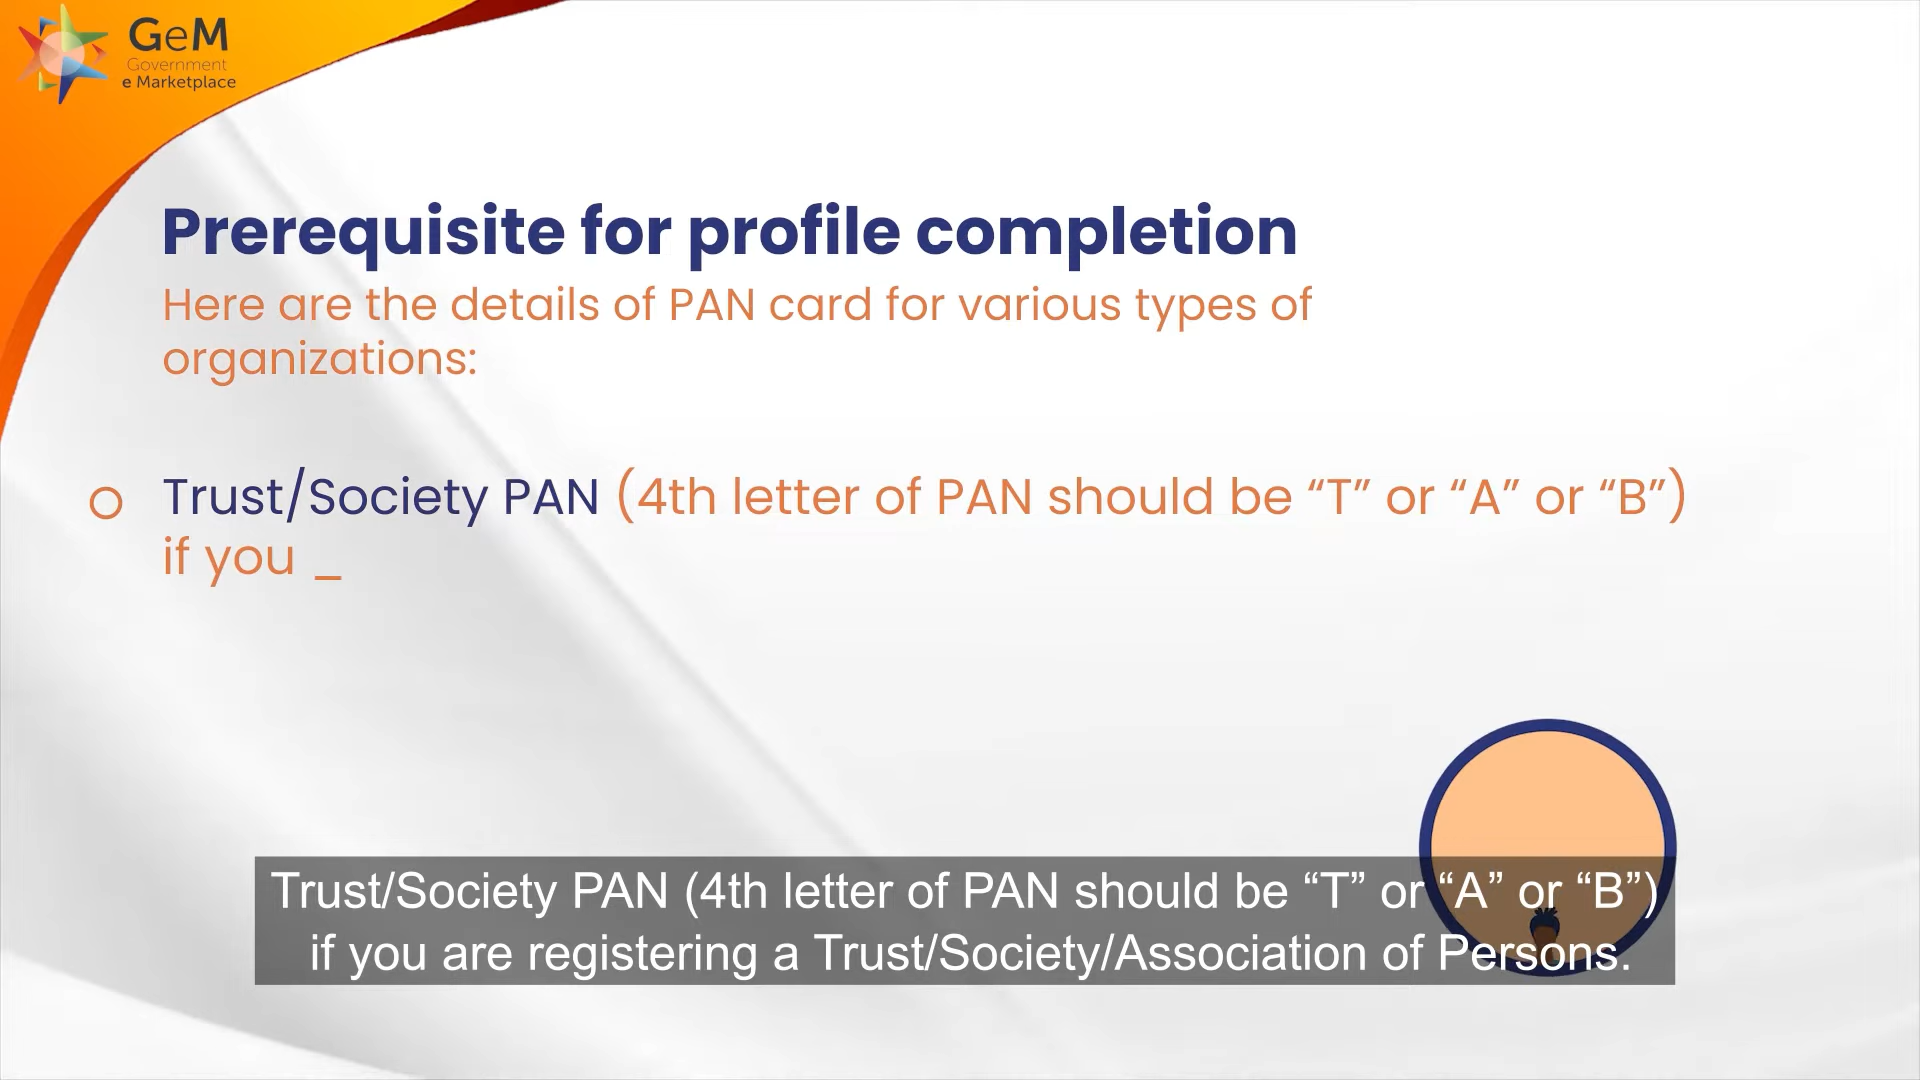 GeM
Government
e Marketplace
Prerequisite for profile completion
Here are the details of PAN card for various types of
organizations:
Trust/Society PAN (4th letter of PAN should be “T” or “A” or “B”)
if you _
Trust/Society PAN (4th letter of PAN should be “T” or “A” or “B”)
if you are registering a Trust/Society/Association of Persons.